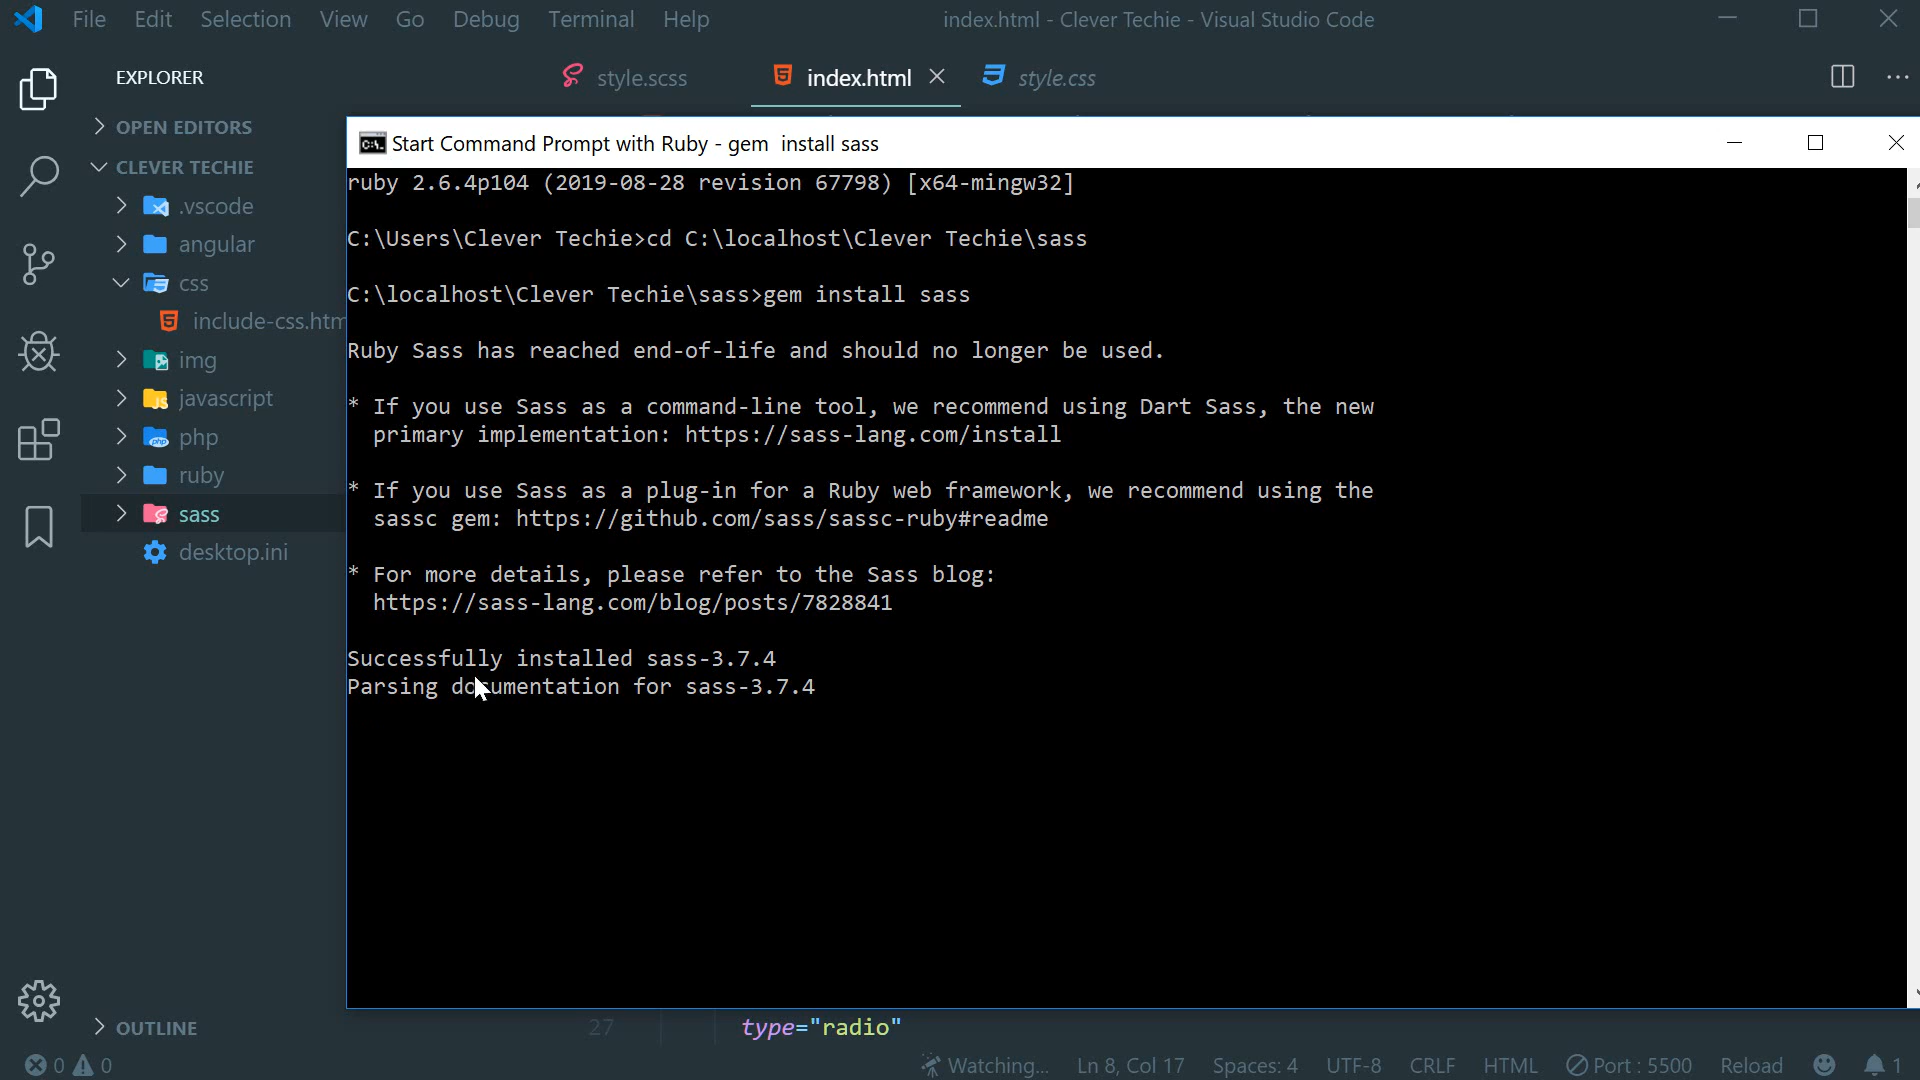 File Edit Selection View Go Debug Terminal Help index.html - Clever Techie - Visual Studio Code
EXPLORER
style.scss index.html style.css
OPEN EDITORS
CLEVER TECHIE
.vscode
angular
css
include-css.htm
img
javascript
php
ruby
sass
desktop.ini
Start Command Prompt with Ruby - gem install sass
ruby 2.6.4p104 (2019-08-28 revision 67798) [x64-mingw32]
C:\Users\Clever Techie>cd C:\localhost\Clever Techie\sass
C:\localhost\Clever Techie\sass>gem install sass
Ruby Sass has reached end-of-life and should no longer be used.
* If you use Sass as a command-line tool, we recommend using Dart Sass, the new
primary implementation: https://sass-lang.com/install
* If you use Sass as a plug-in for a Ruby web framework, we recommend using the
sassc gem: https://github.com/sass/sassc-ruby#readme
* For more details, please refer to the Sass blog:
https://sass-lang.com/blog/posts/7828841
Successfully installed sass-3.7.4
Parsing documentation for sass-3.7.4
OUTLINE
27 type="radio"
0 0 Watching... Ln 8, Col 17 Spaces: 4 UTF-8 CRLF HTML Port : 5500 Reload 1